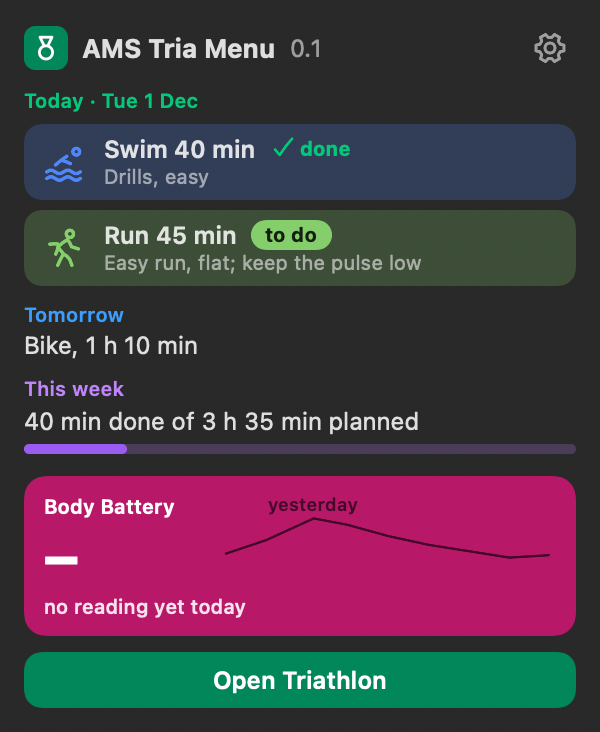 AMS Tria Menu 0.1
Today · Tue 1 Dec
Swim 40 min ✓ done
Drills, easy
Run 45 min to do
Easy run, flat; keep the pulse low
Tomorrow
Bike, 1 h 10 min
This week
40 min done of 3 h 35 min planned
Body Battery
yesterday
–
no reading yet today
Open Triathlon